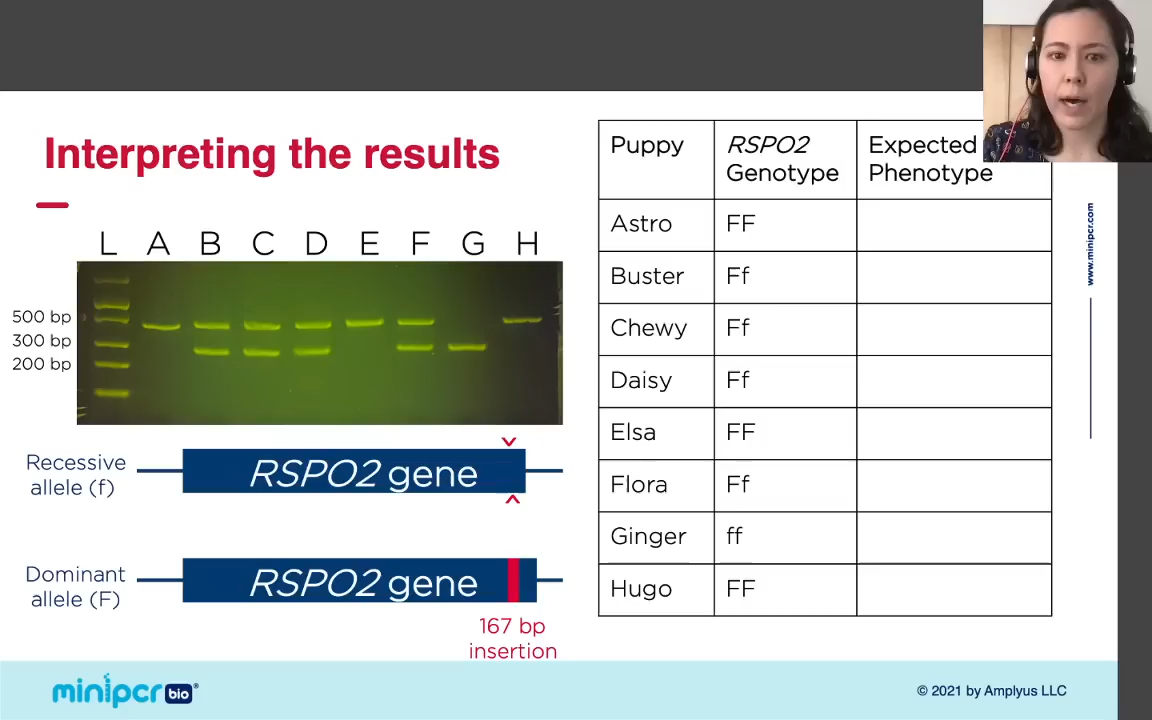 Interpreting the results
L A B C D E F G H
500 bp
300 bp
200 bp
Recessive
allele (f)
RSPO2 gene
Dominant
allele (F)
RSPO2 gene
167 bp
insertion
Puppy
RSPO2
Genotype
Expected
Phenotype
Astro FF
Buster Ff
Chewy Ff
Daisy Ff
Elsa FF
Flora Ff
Ginger ff
Hugo FF
www.minipcr.com
minipcr bio®
© 2021 by Amplyus LLC